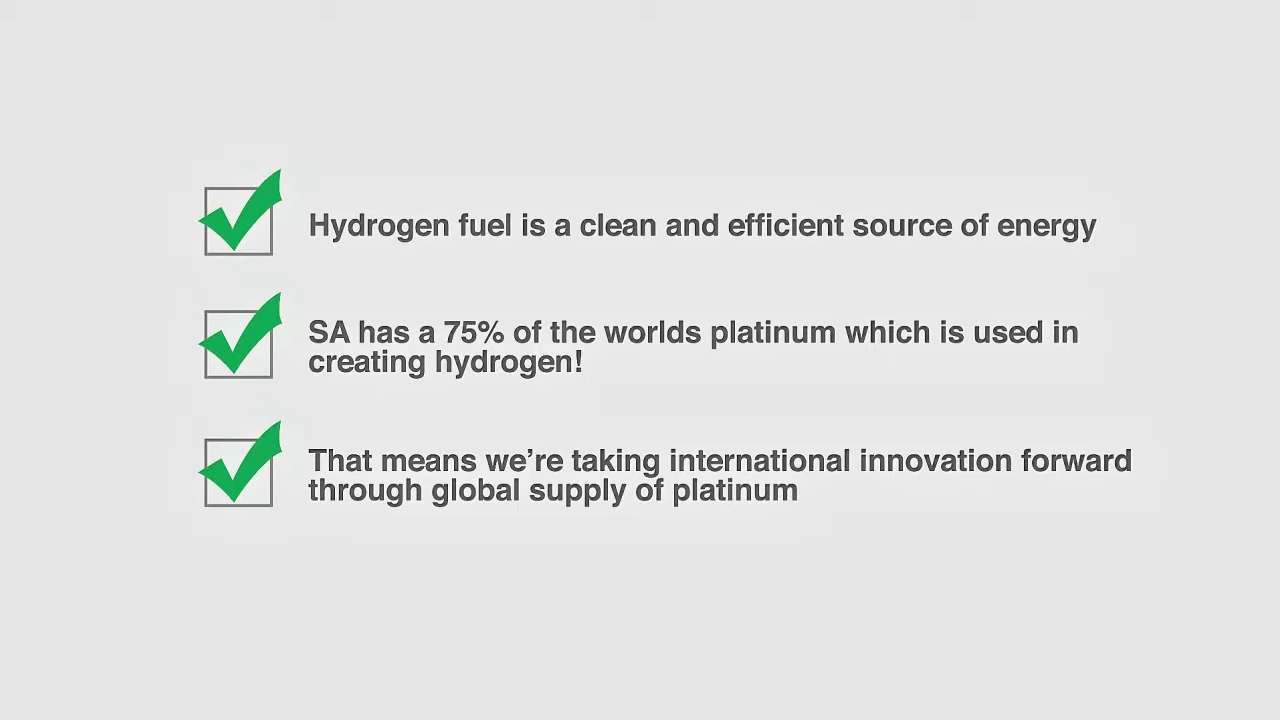 Hydrogen fuel is a clean and efficient source of energy
SA has a 75% of the worlds platinum which is used in
creating hydrogen!
That means we’re taking international innovation forward
through global supply of platinum